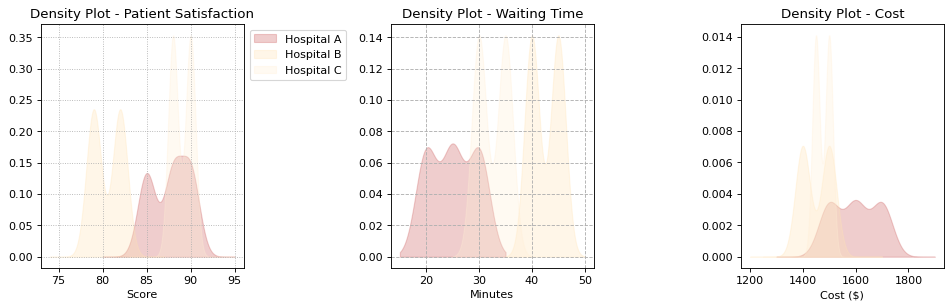 Density Plot - Patient Satisfaction
0.35
0.30
0.25
0.20
0.15
0.10
0.05
0.00
75 80 85 90 95
Score
Hospital A
Hospital B
Hospital C
Density Plot - Waiting Time
0.14
0.12
0.10
0.08
0.06
0.04
0.02
0.00
20 30 40 50
Minutes
Density Plot - Cost
0.014
0.012
0.010
0.008
0.006
0.004
0.002
0.000
1200 1400 1600 1800
Cost ($)